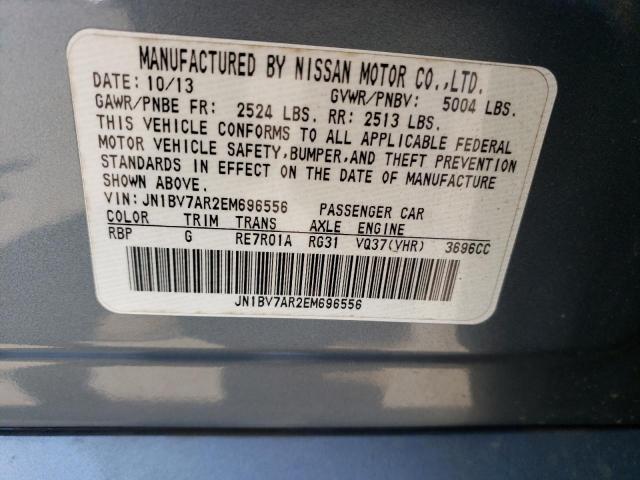 MANUFACTURED BY NISSAN MOTOR CO.,LTD.
DATE: 10/13 GVWR/PNBV: 5004 LBS.
GAWR/PNBE FR: 2524 LBS. RR: 2513 LBS.
THIS VEHICLE CONFORMS TO ALL APPLICABLE FEDERAL
MOTOR VEHICLE SAFETY,BUMPER,AND THEFT PREVENTION
STANDARDS IN EFFECT ON THE DATE OF MANUFACTURE
SHOWN ABOVE.
VIN: JN1BV7AR2EM696556 PASSENGER CAR
COLOR TRIM TRANS AXLE ENGINE
RBP G RE7R01A RG31 VQ37(VHR) 3696CC
JN1BV7AR2EM696556